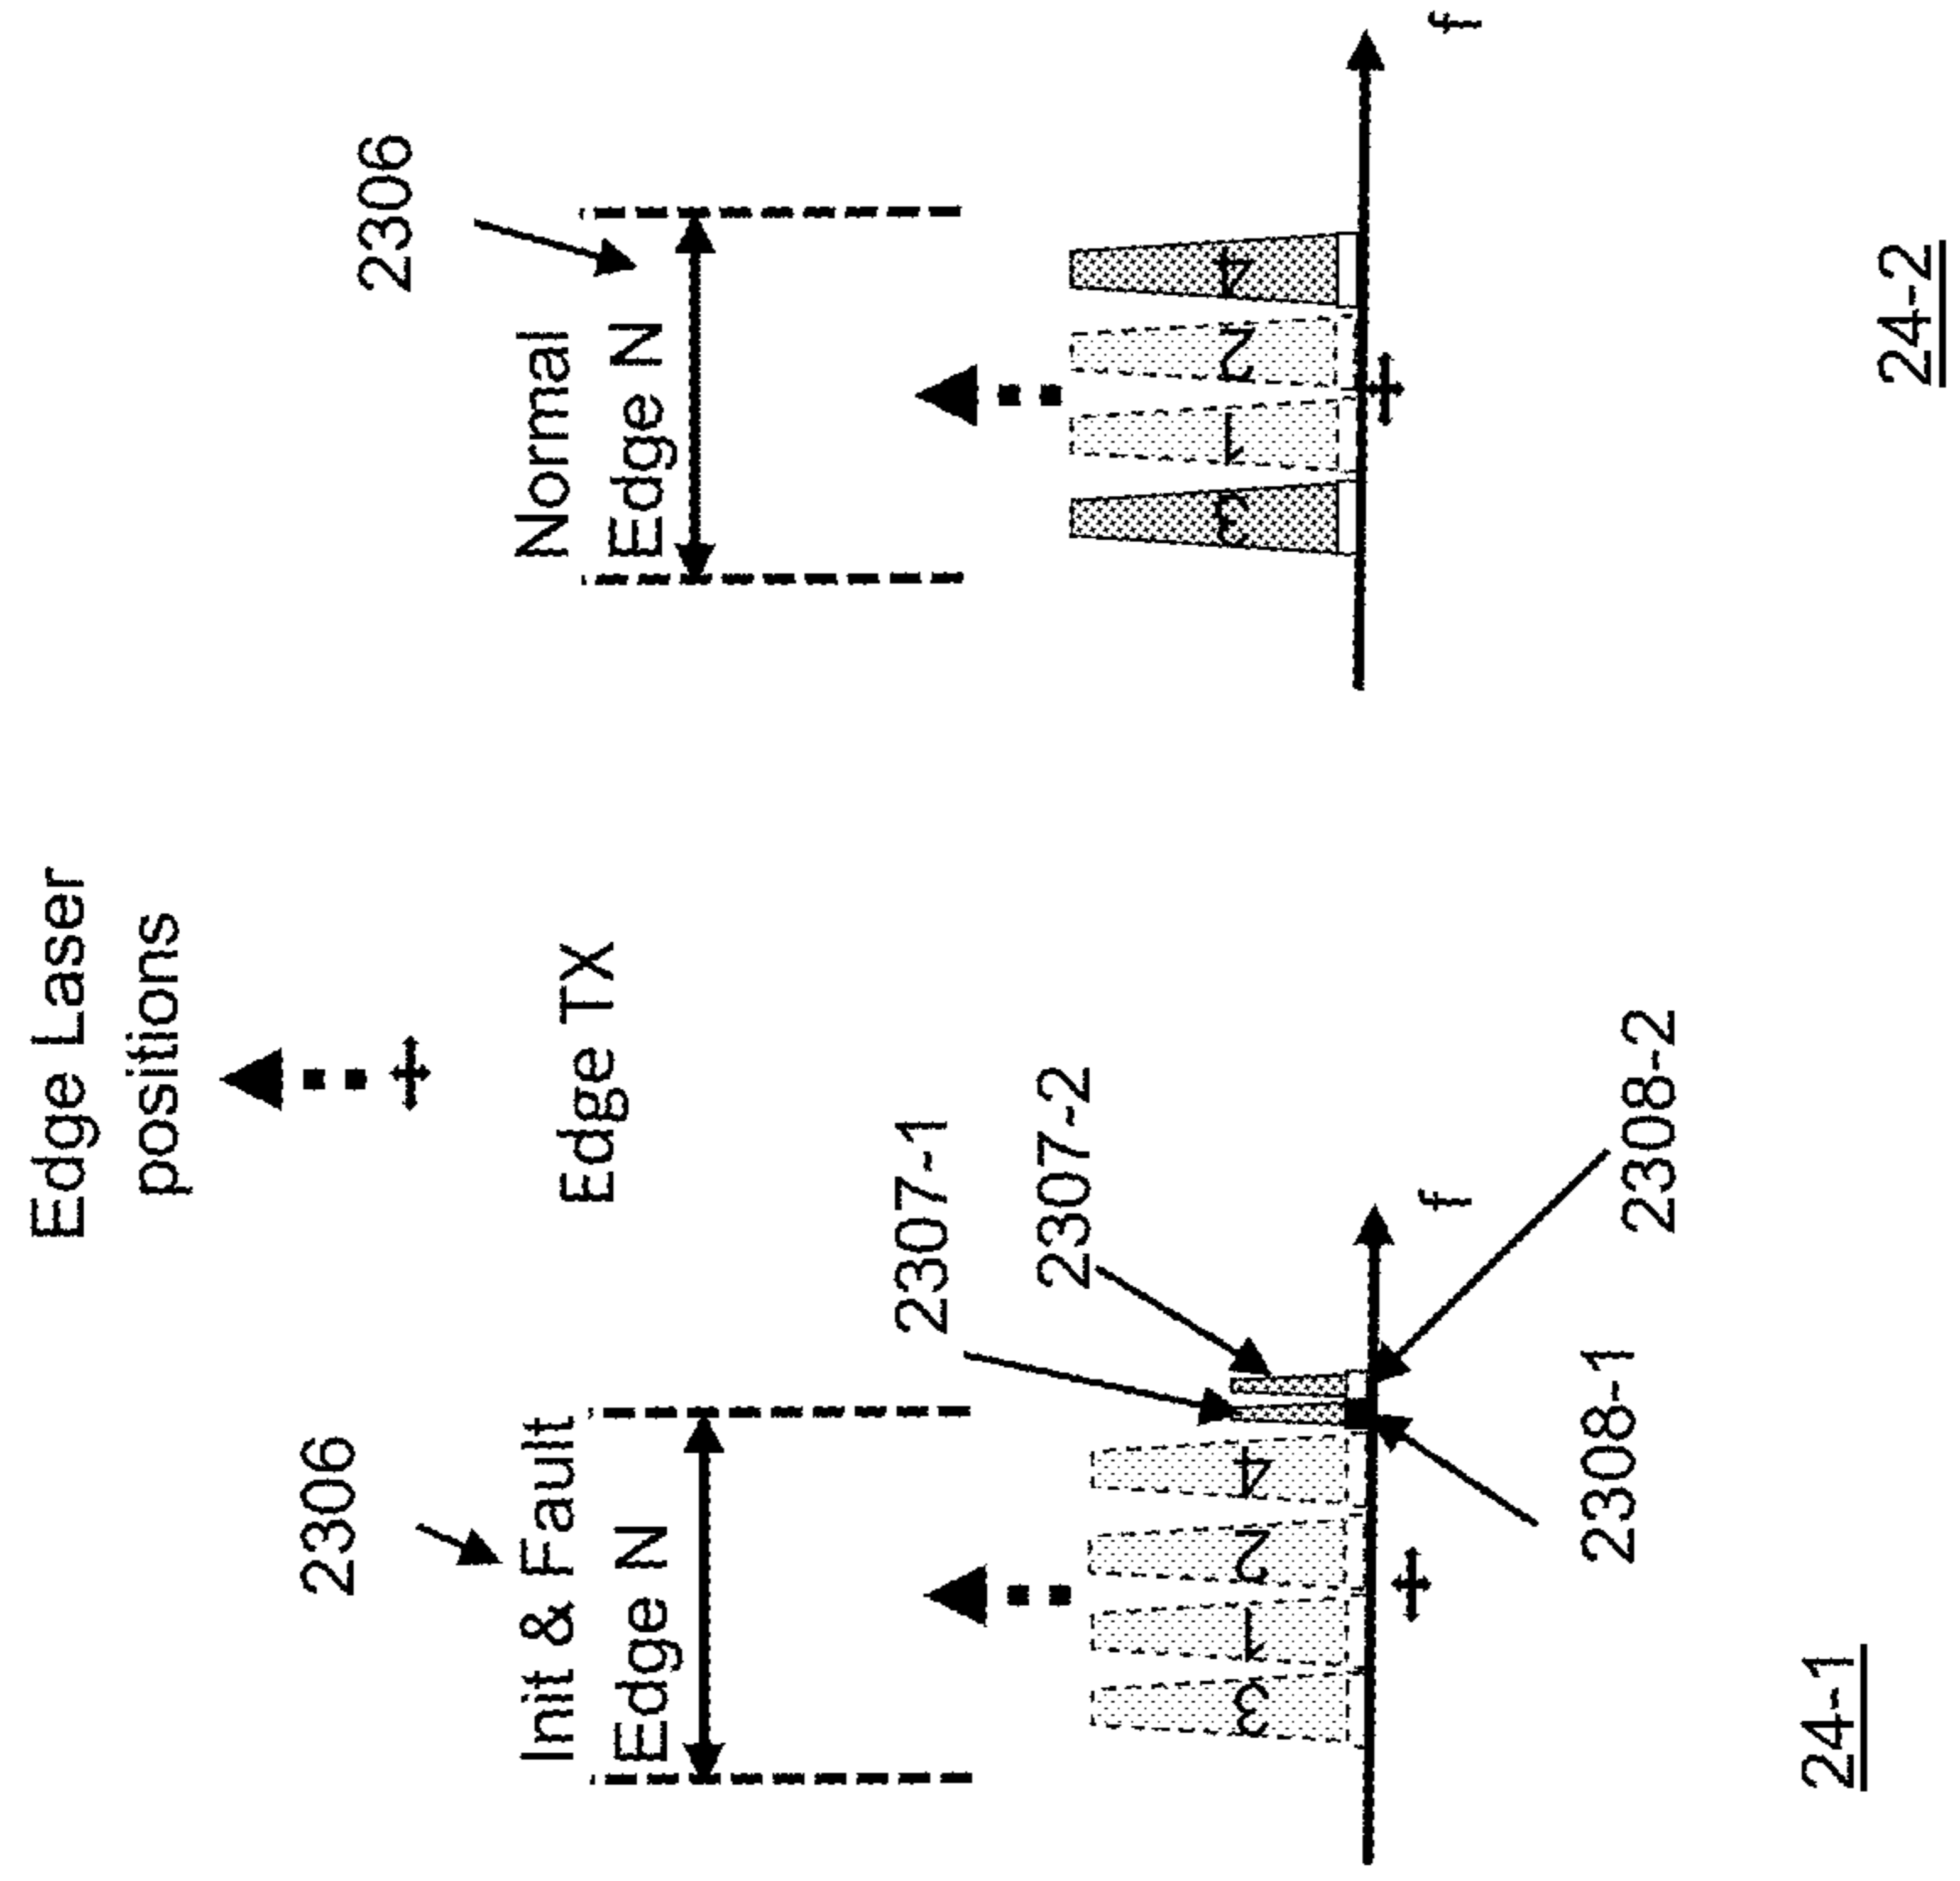 Edge Laser
positions
Edge TX
2306
Init & Fault
Edge N
2307-1
2307-2
3
1
2
4
f
2308-1
2308-2
24-1
2306
Normal
Edge N
3
1
2
4
f
24-2